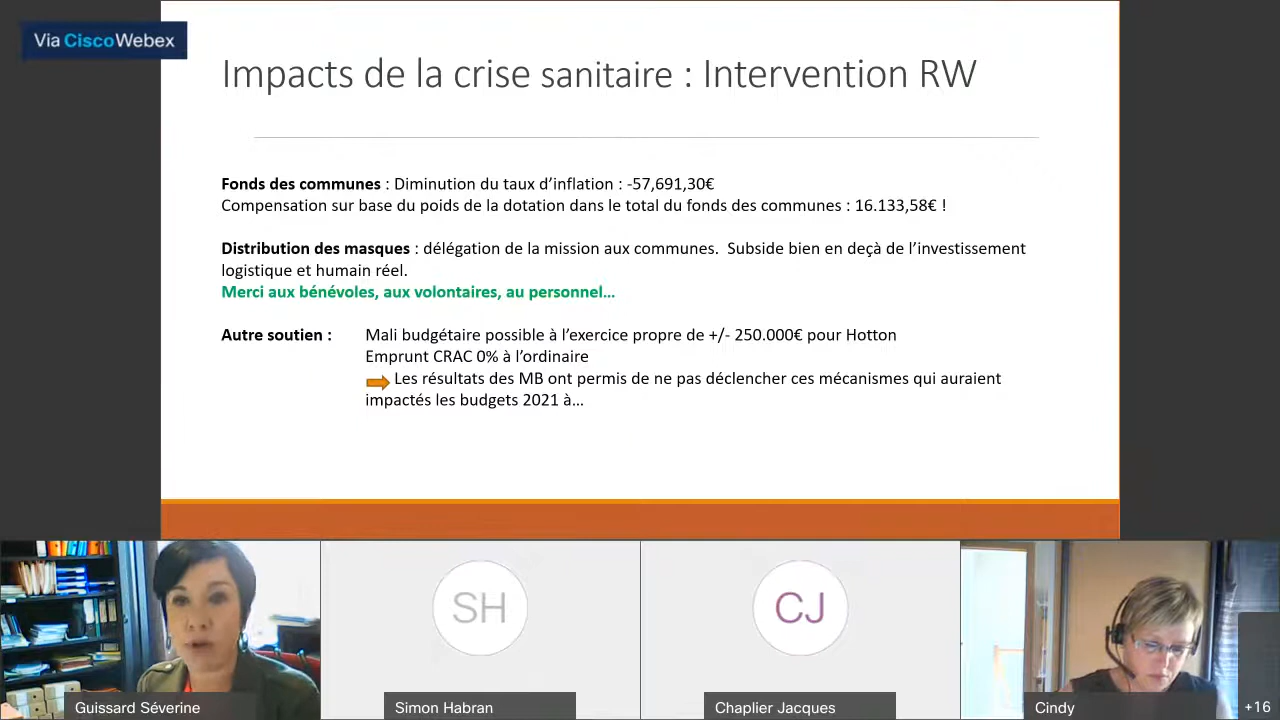 Via Cisco Webex
Impacts de la crise sanitaire : Intervention RW
Fonds des communes : Diminution du taux d'inflation : -57,691,30€
Compensation sur base du poids de la dotation dans le total du fonds des communes : 16.133,58€ !
Distribution des masques : délégation de la mission aux communes. Subside bien en deçà de l'investissement
logistique et humain réel.
Merci aux bénévoles, aux volontaires, au personnel…
Autre soutien : Mali budgétaire possible à l'exercice propre de +/- 250.000€ pour Hotton
Emprunt CRAC 0% à l'ordinaire
Les résultats des MB ont permis de ne pas déclencher ces mécanismes qui auraient
impactés les budgets 2021 à…
SH
CJ
Guissard Séverine
Simon Habran
Chaplier Jacques
Cindy
+16